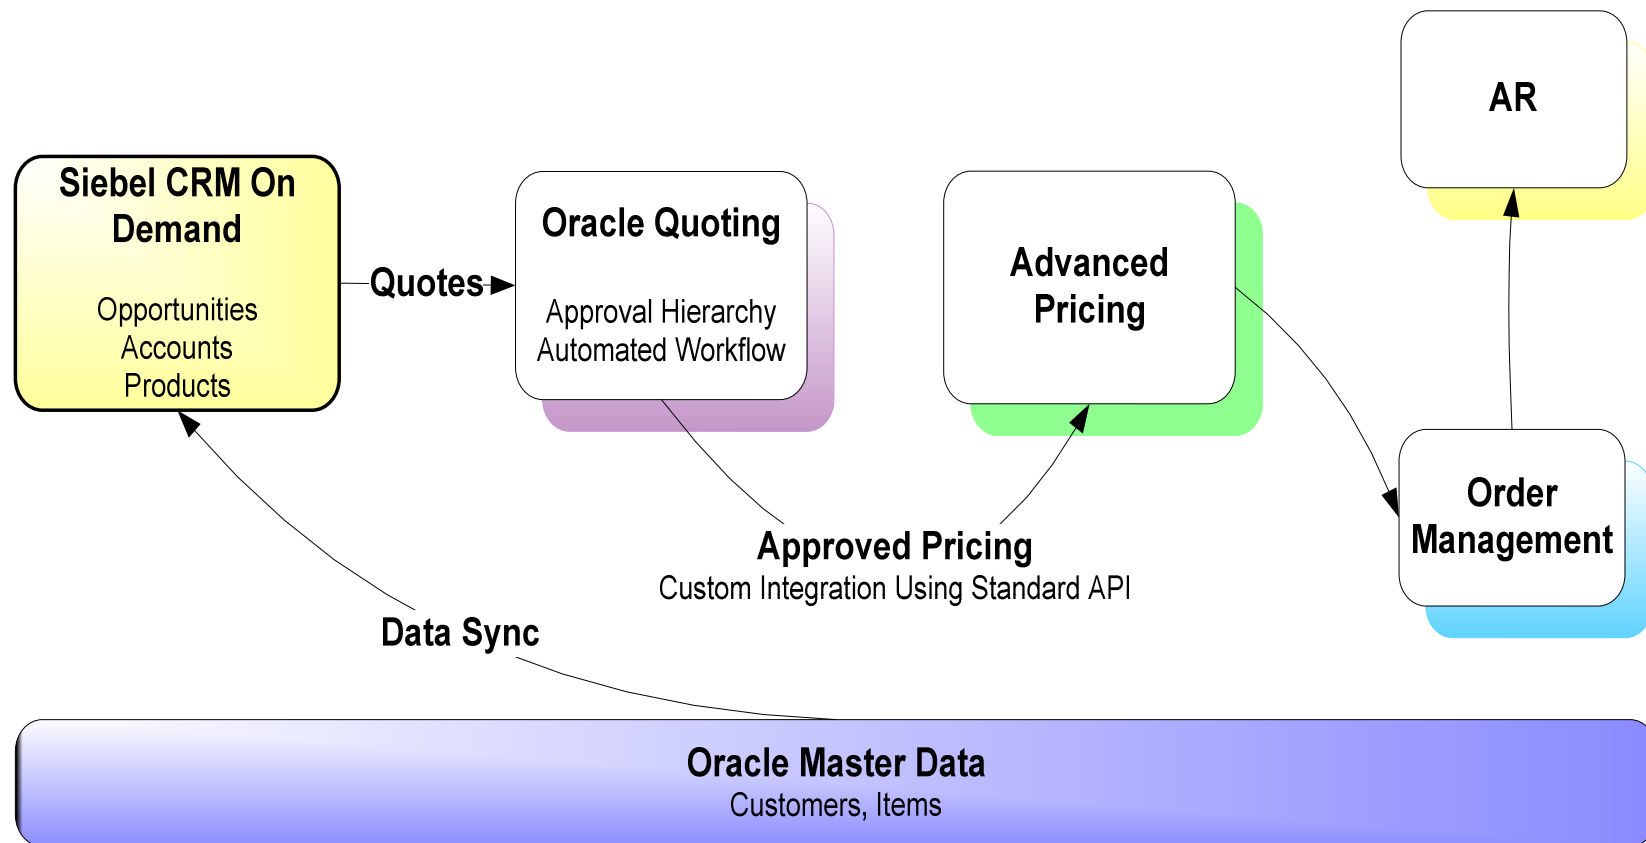 AR
Siebel CRM On
Demand
Opportunities
Accounts
Products
Quotes
Oracle Quoting
Approval Hierarchy
Automated Workflow
Advanced
Pricing
Order
Management
Approved Pricing
Custom Integration Using Standard API
Data Sync
Oracle Master Data
Customers, Items